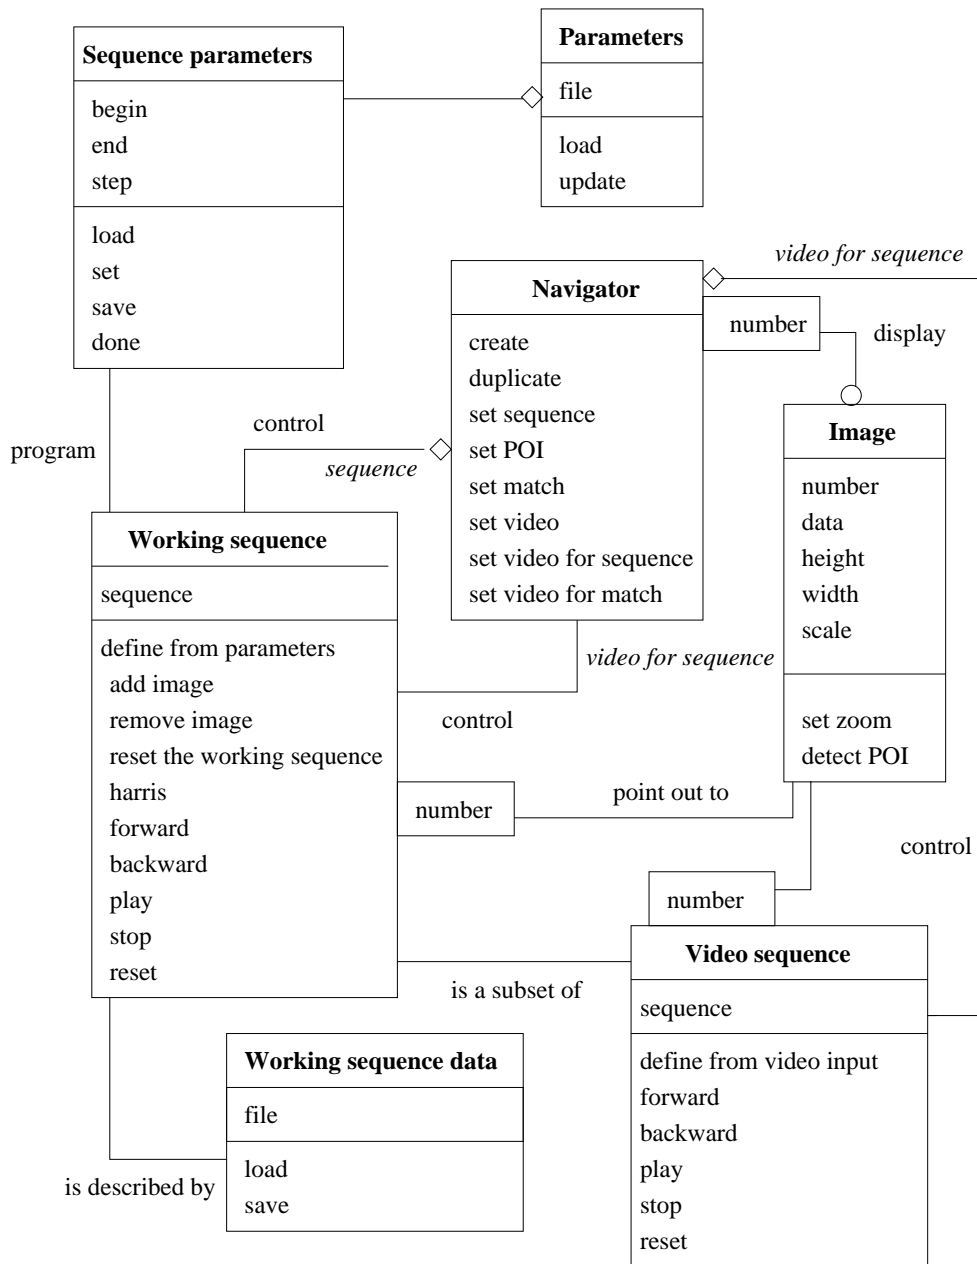 Sequence parameters
begin
end
step
load
set
save
done
Parameters
file
load
update
video for sequence
Navigator
create
duplicate
set sequence
set POI
set match
set video
set video for sequence
set video for match
number
display
Image
number
data
height
width
scale
set zoom
detect POI
program
control
sequence
Working sequence
sequence
define from parameters
add image
remove image
reset the working sequence
harris
forward
backward
play
stop
reset
video for sequence
control
number
point out to
control
number
Video sequence
sequence
define from video input
forward
backward
play
stop
reset
is a subset of
Working sequence data
file
load
save
is described by